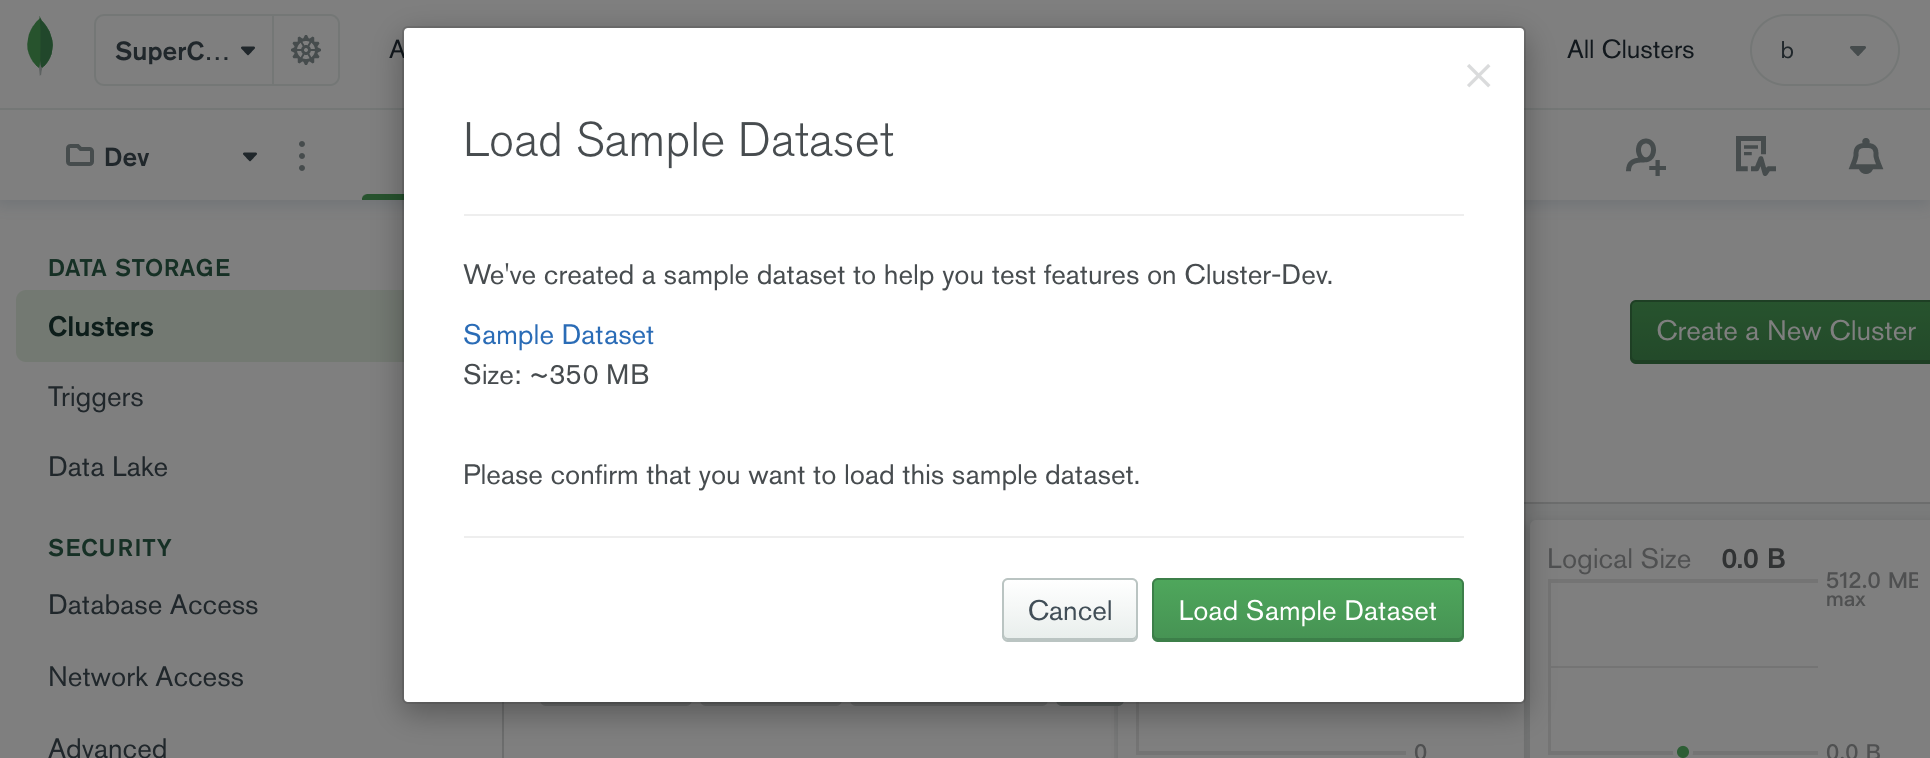 SuperC...
A
All Clusters
b
Dev
Load Sample Dataset
We've created a sample dataset to help you test features on Cluster-Dev.
Sample Dataset
Size: ~350 MB
Please confirm that you want to load this sample dataset.
Cancel
Load Sample Dataset
DATA STORAGE
Clusters
Triggers
Data Lake
SECURITY
Database Access
Network Access
Advanced
Create a New Cluster
Logical Size 0.0 B
512.0 MB
max
0
0.0 B